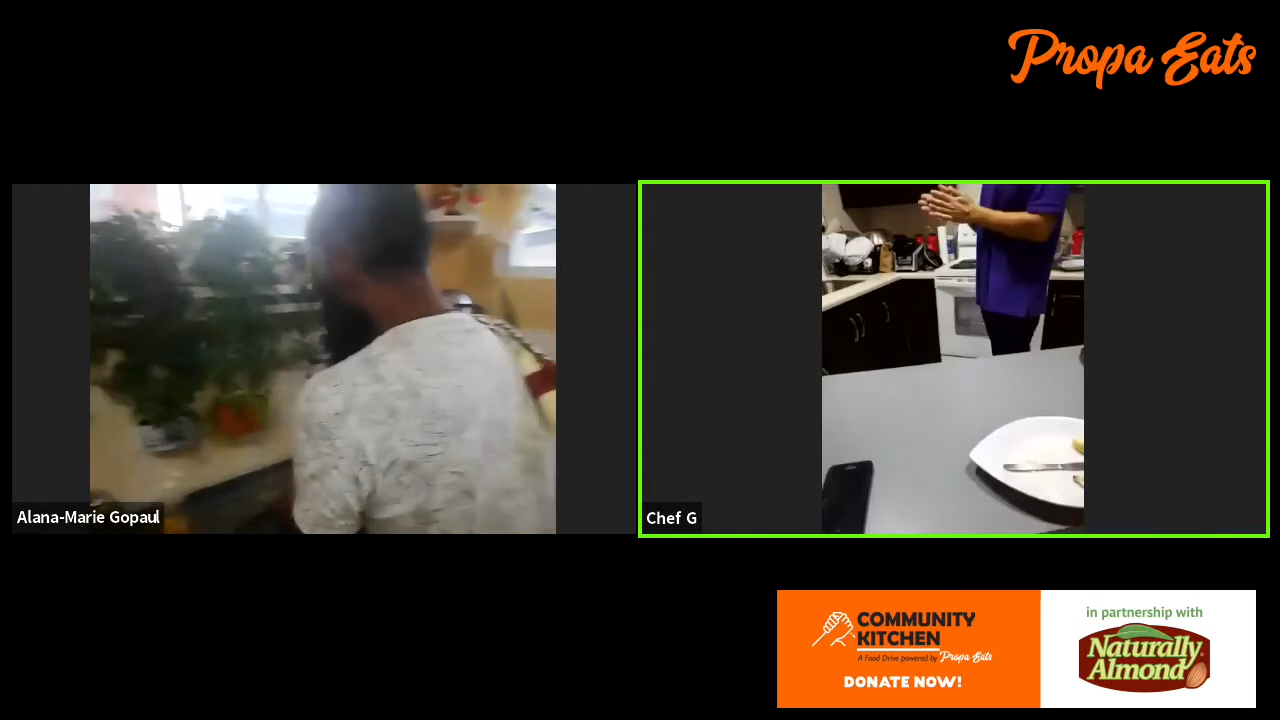 Propa Eats
Alana-Marie Gopaul
Chef G
COMMUNITY
KITCHEN
A Food Drive powered by Propa Eats
DONATE NOW!
in partnership with
Naturally
Almond